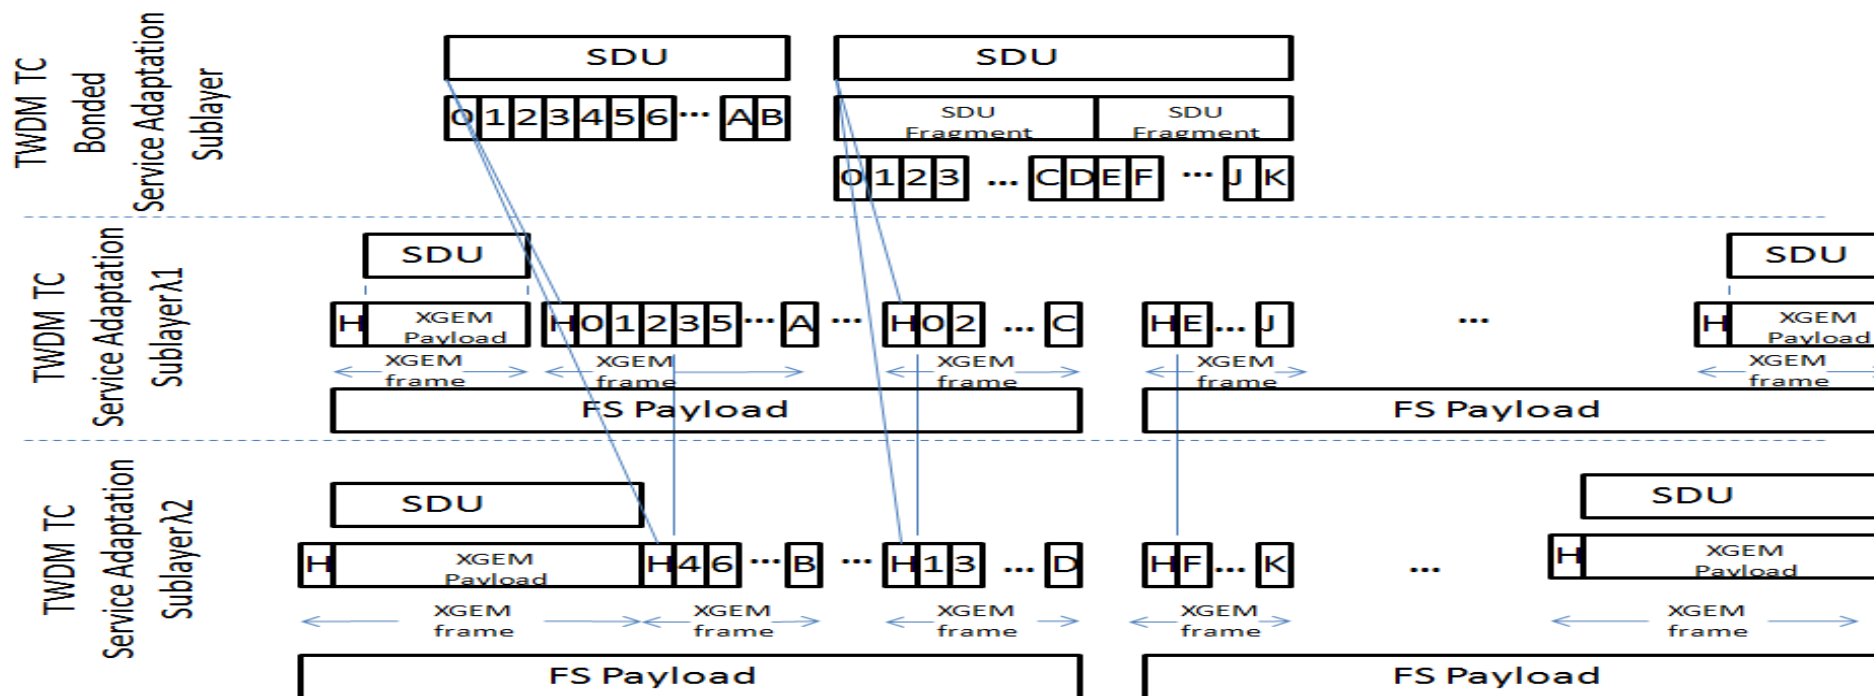 TWDM TC
Bonded
Service Adaptation
Sublayer
SDU
SDU
0 1 2 3 4 5 6 ... A B
SDU
Fragment
SDU
Fragment
0 1 2 3 ... C D E F ... J K
TWDM TC
Service Adaptation
Sublayer λ1
SDU
SDU
H XGEM
Payload
H 0 1 2 3 5 ... A ... H 0 2 ... C
H E ... J
...
H XGEM
Payload
XGEM
frame
XGEM
frame
XGEM
frame
XGEM
frame
XGEM
frame
FS Payload
FS Payload
TWDM TC
Service Adaptation
Sublayer λ2
SDU
SDU
H XGEM
Payload
H 4 6 ... B ... H 1 3 ... D
H F ... K
...
H XGEM
Payload
XGEM
frame
XGEM
frame
XGEM
frame
XGEM
frame
XGEM
frame
FS Payload
FS Payload